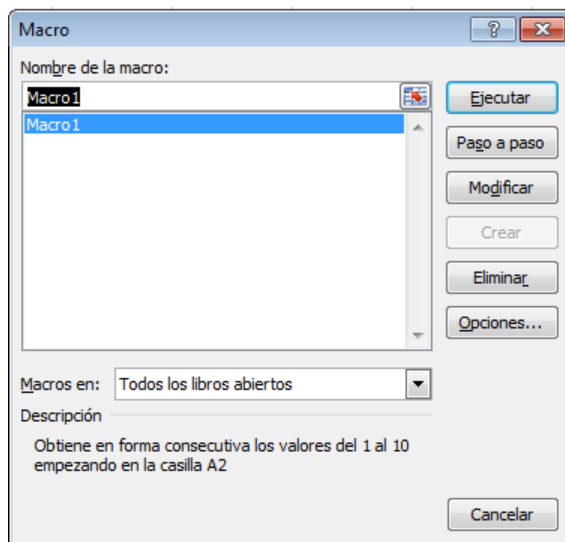 Macro
Nombre de la macro:
Macro1
Macro1
Ejecutar
Paso a paso
Modificar
Crear
Eliminar
Opciones...
Macros en: Todos los libros abiertos
Descripción
Obtiene en forma consecutiva los valores del 1 al 10
empezando en la casilla A2
Cancelar